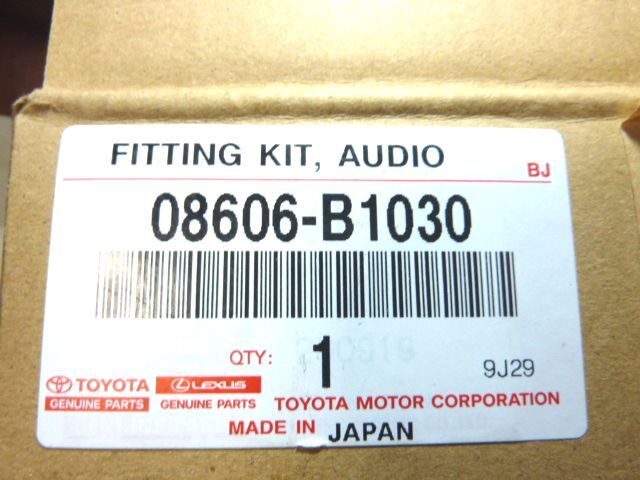 FITTING KIT, AUDIO
BJ
08606-B1030
QTY: 1
9J29
TOYOTA LEXUS
GENUINE PARTS GENUINE PARTS TOYOTA MOTOR CORPORATION
MADE IN JAPAN